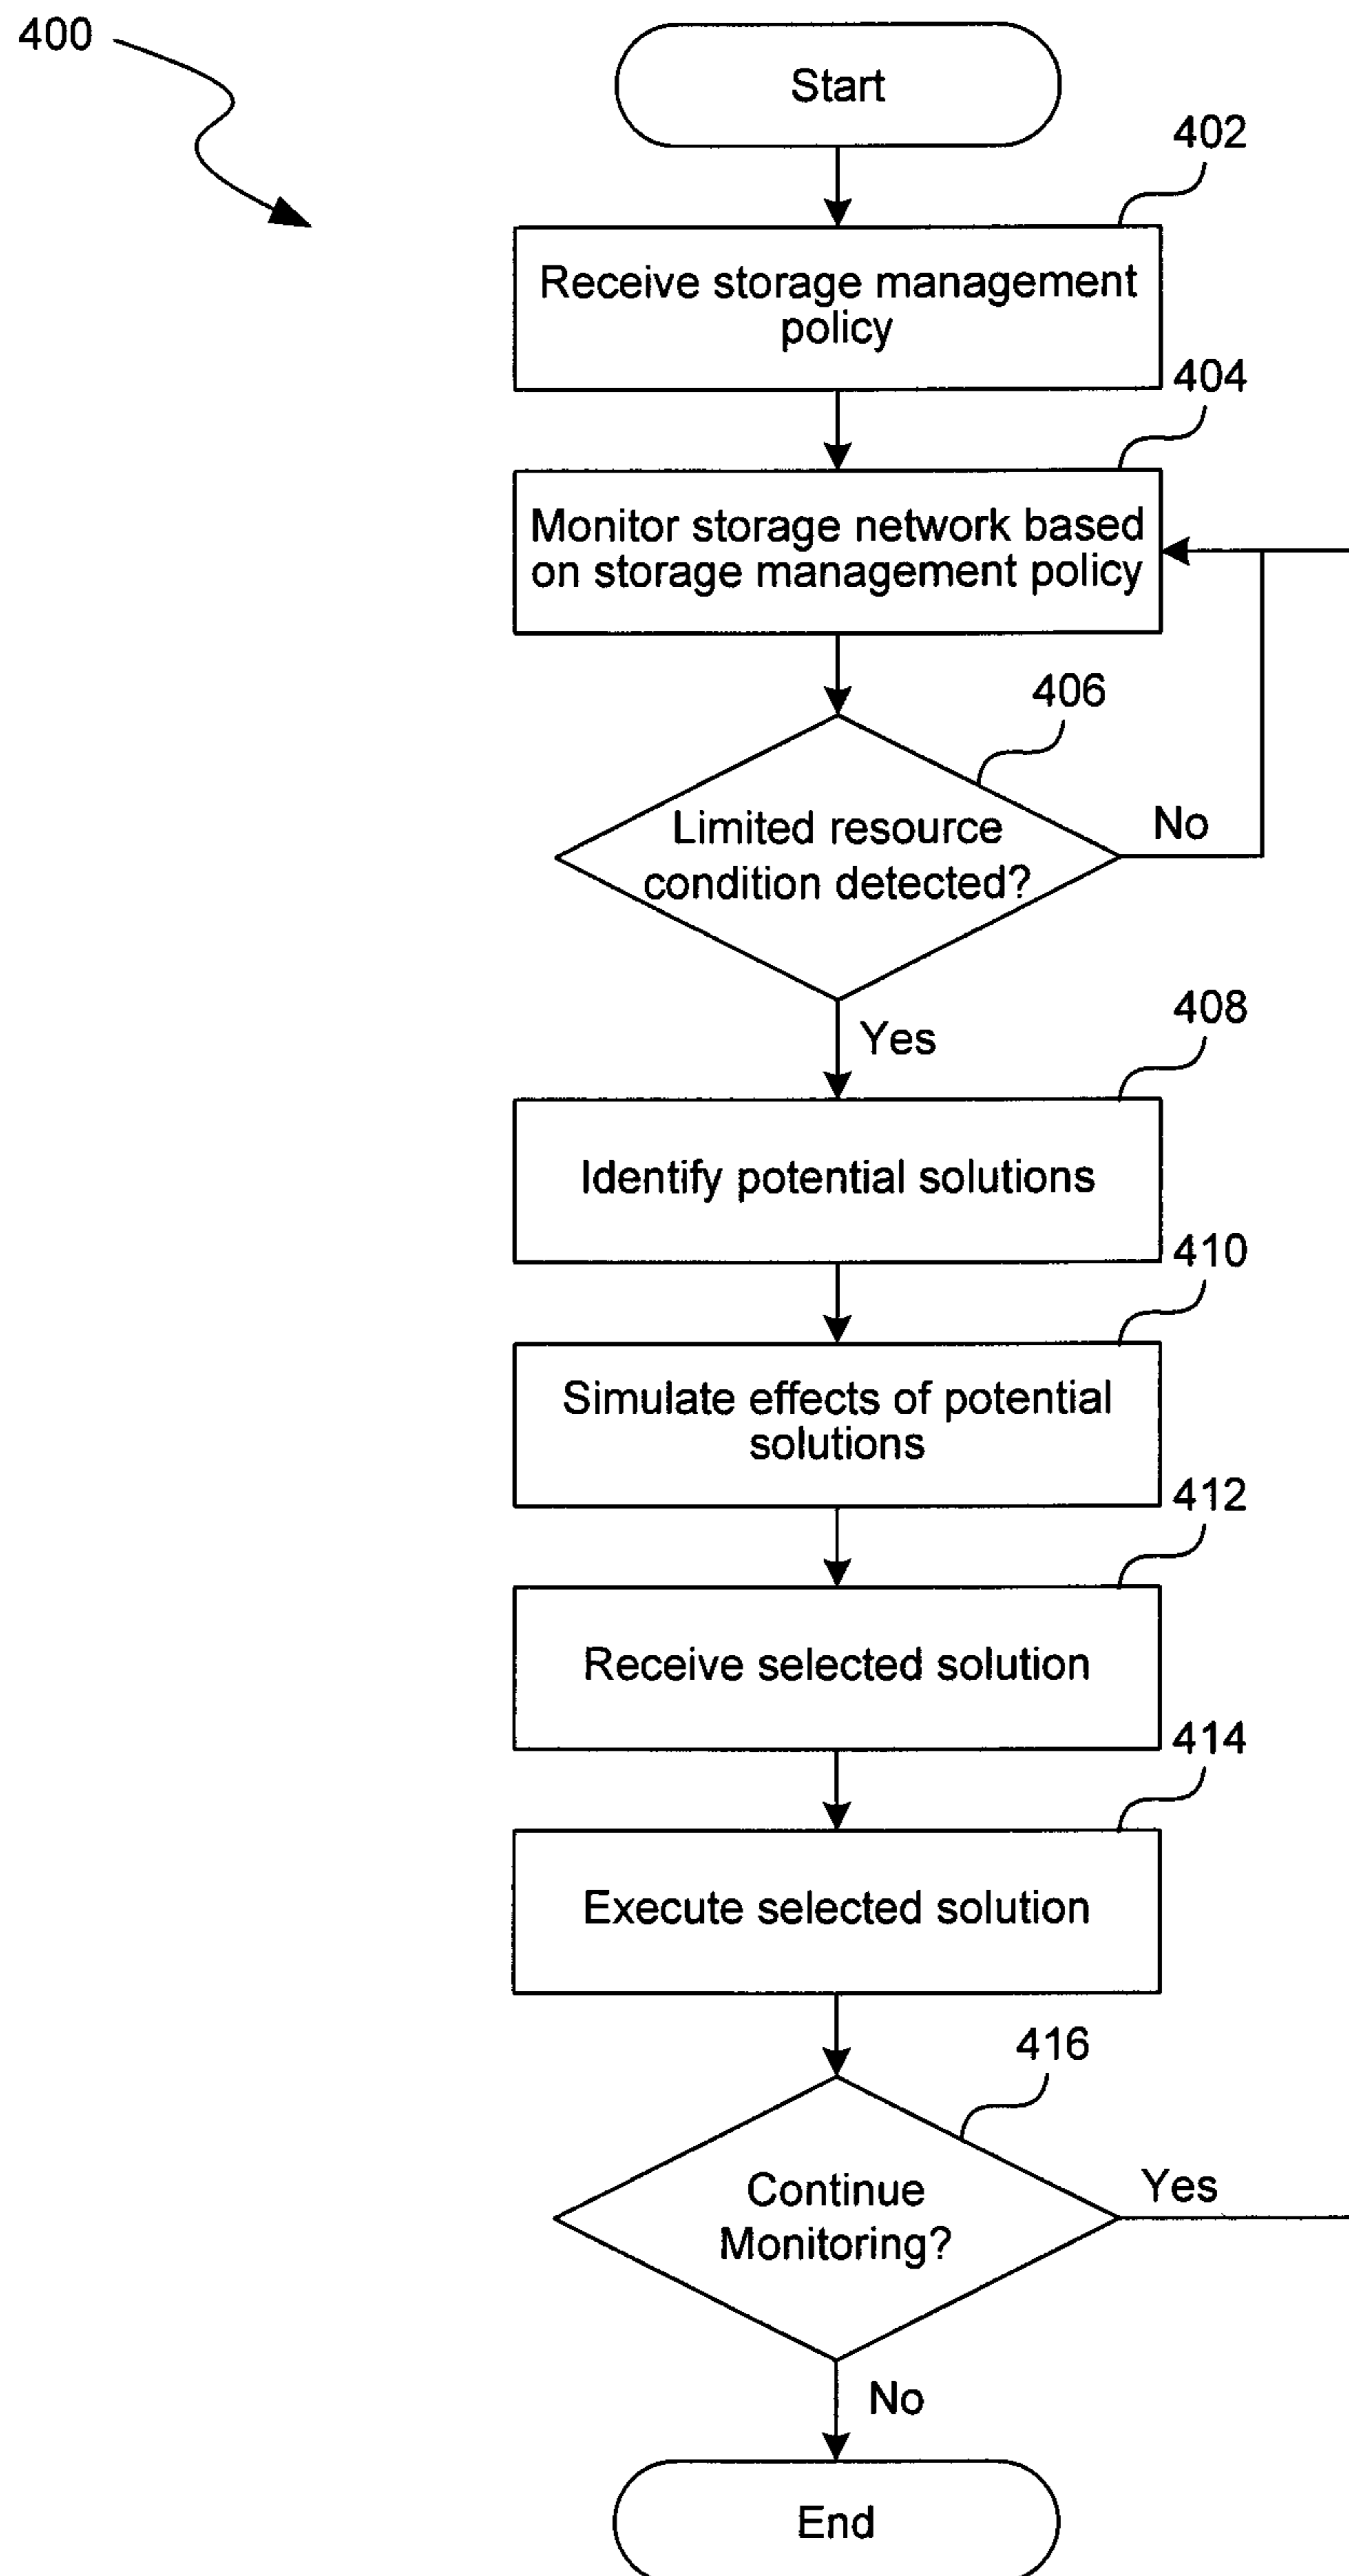 400
Start
402
Receive storage management
policy
404
Monitor storage network based
on storage management policy
406
Limited resource
condition detected?
No
Yes
408
Identify potential solutions
410
Simulate effects of potential
solutions
412
Receive selected solution
414
Execute selected solution
416
Continue
Monitoring?
Yes
No
End